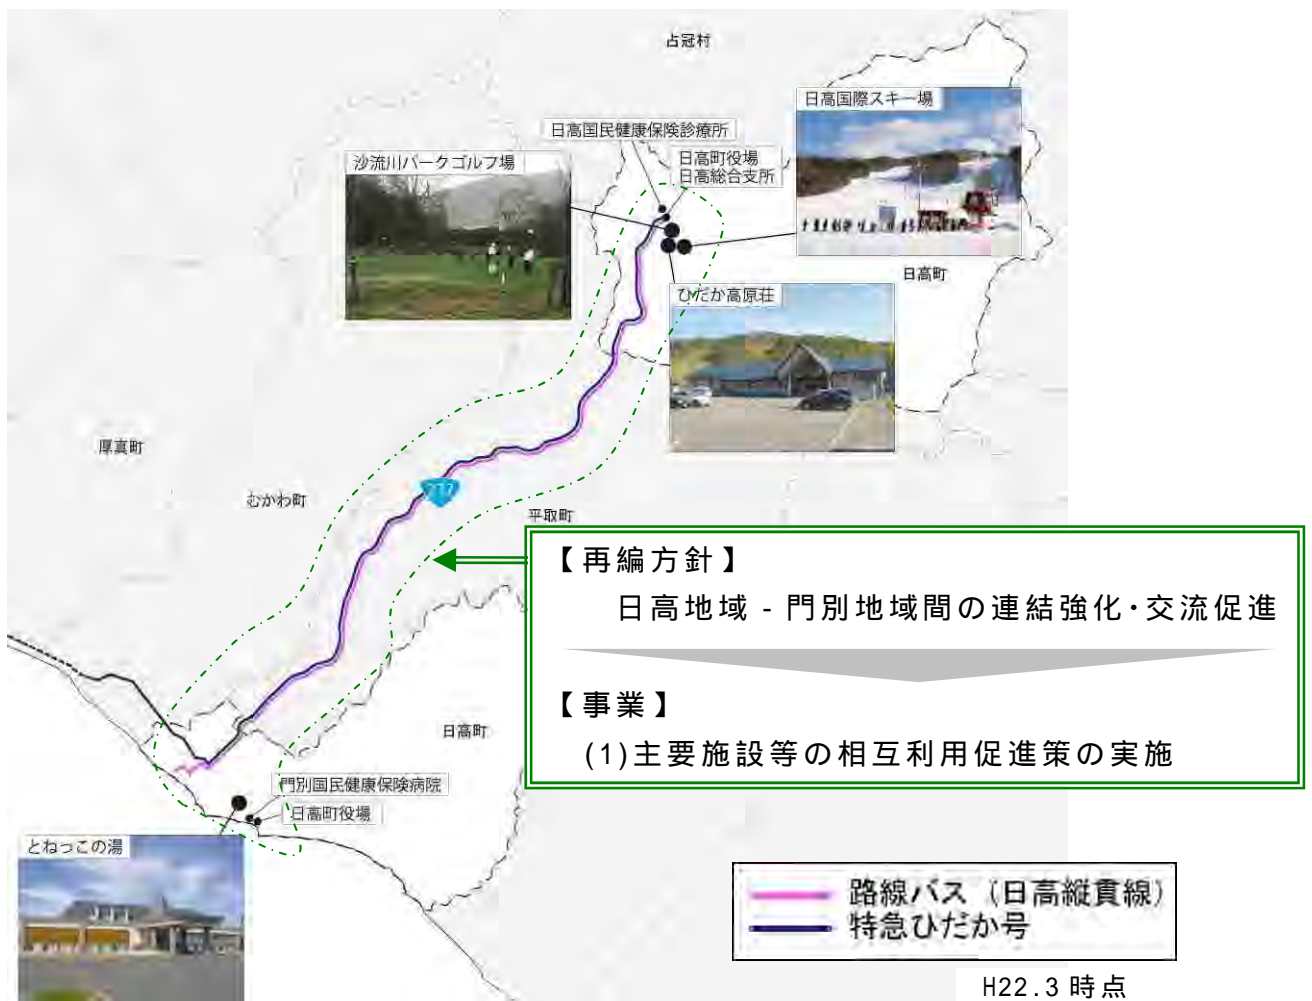 占冠村
日高国際スキー場
日高国民健康保険診療所
沙流川パークゴルフ場
日高町役場
日高総合支所
日高町
ひだか高原荘
厚真町
むかわ町
237
平取町
【再編方針】
日高地域 - 門別地域間の連結強化・交流促進
【事業】
(1)主要施設等の相互利用促進策の実施
日高町
門別国民健康保険病院
日高町役場
とねっこの湯
路線バス（日高縦貫線）
特急ひだか号
H22.3 時点